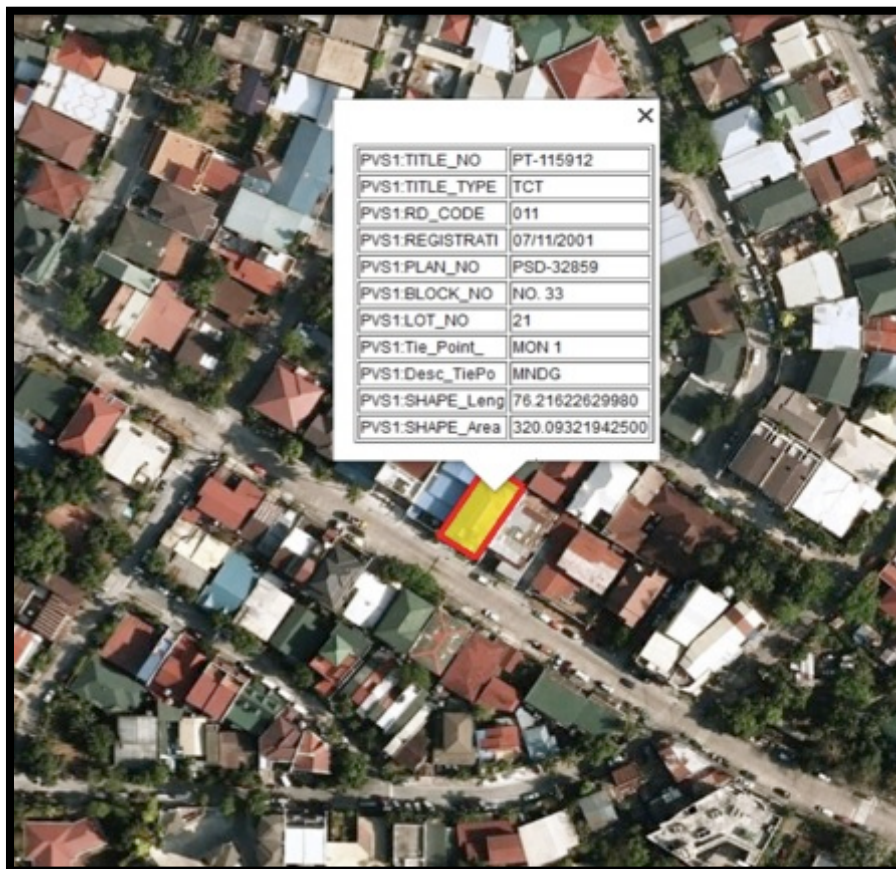 ×
PVS1:TITLE_NO PT-115912
PVS1:TITLE_TYPE TCT
PVS1:RD_CODE 011
PVS1:REGISTRATI 07/11/2001
PVS1:PLAN_NO PSD-32859
PVS1:BLOCK_NO NO. 33
PVS1:LOT_NO 21
PVS1:Tie_Point_ MON 1
PVS1:Desc_TiePo MNDG
PVS1:SHAPE_Leng 76.21622629980
PVS1:SHAPE_Area 320.09321942500